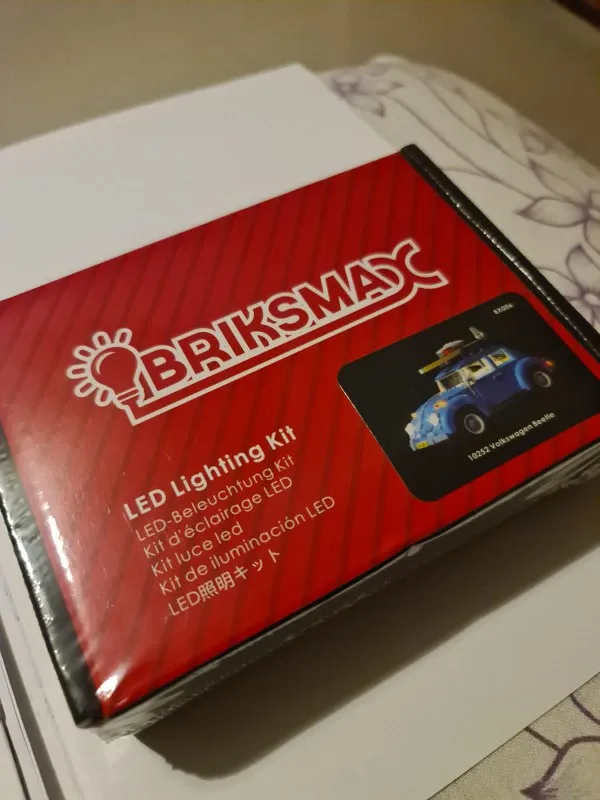 BRIKSMAX
BX006
10252 Volkswagen Beetle
LED Lighting Kit
LED-Beleuchtung Kit
Kit d'éclairage LED
Kit luce led
Kit de iluminación LED
LED照明キット